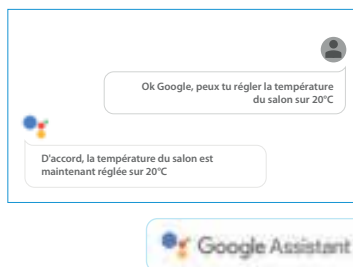 Ok Google, peux tu régler la température
du salon sur 20°C
D'accord, la température du salon est
maintenant réglée sur 20°C
Google Assistant